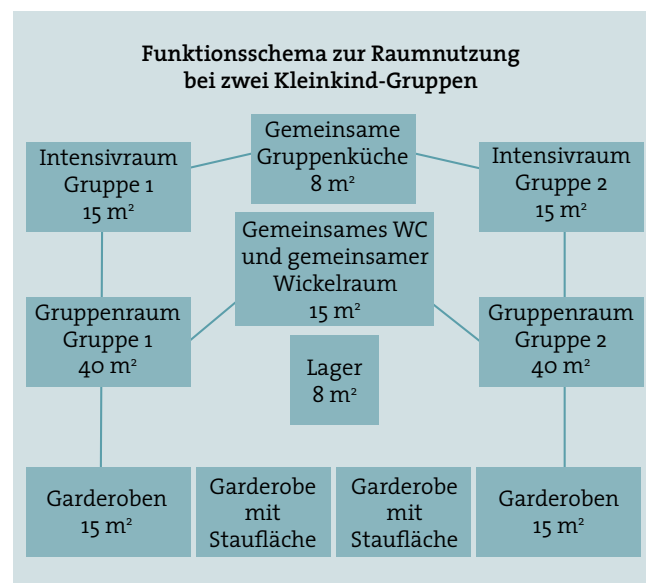 Funktionsschema zur Raumnutzung
bei zwei Kleinkind-Gruppen
Gemeinsame
Gruppenküche
8 m²
Intensivraum
Gruppe 1
15 m²
Intensivraum
Gruppe 2
15 m²
Gemeinsames WC
und gemeinsamer
Wickelraum
15 m²
Gruppenraum
Gruppe 1
40 m²
Gruppenraum
Gruppe 2
40 m²
Lager
8 m²
Garderoben
15 m²
Garderobe
mit
Staufläche
Garderobe
mit
Staufläche
Garderoben
15 m²